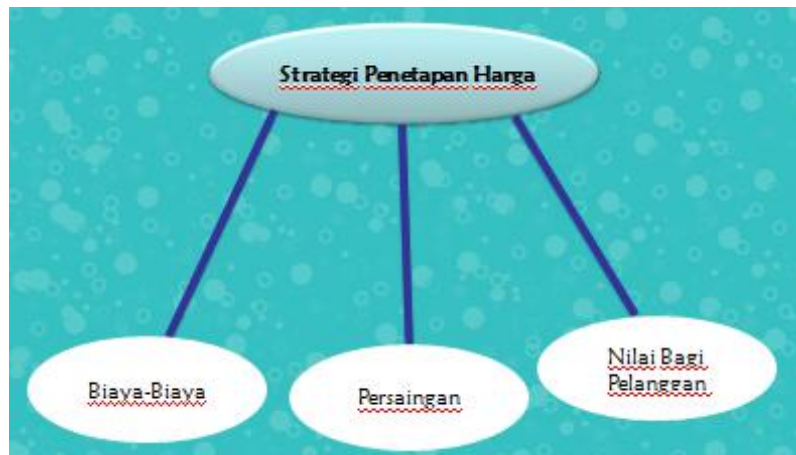 Strategi Penetapan Harga
Biaya-Biaya
Persaingan
Nilai Bagi
Pelanggan